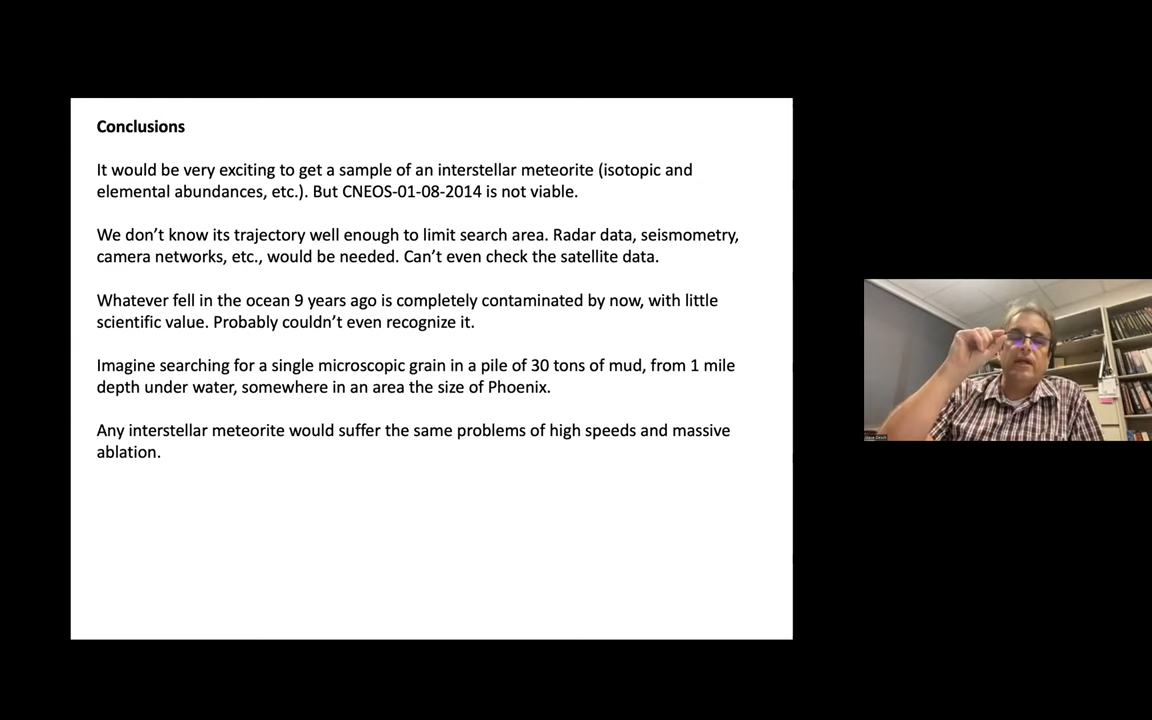 Conclusions
It would be very exciting to get a sample of an interstellar meteorite (isotopic and
elemental abundances, etc.). But CNEOS-01-08-2014 is not viable.
We don’t know its trajectory well enough to limit search area. Radar data, seismometry,
camera networks, etc., would be needed. Can’t even check the satellite data.
Whatever fell in the ocean 9 years ago is completely contaminated by now, with little
scientific value. Probably couldn’t even recognize it.
Imagine searching for a single microscopic grain in a pile of 30 tons of mud, from 1 mile
depth under water, somewhere in an area the size of Phoenix.
Any interstellar meteorite would suffer the same problems of high speeds and massive
ablation.